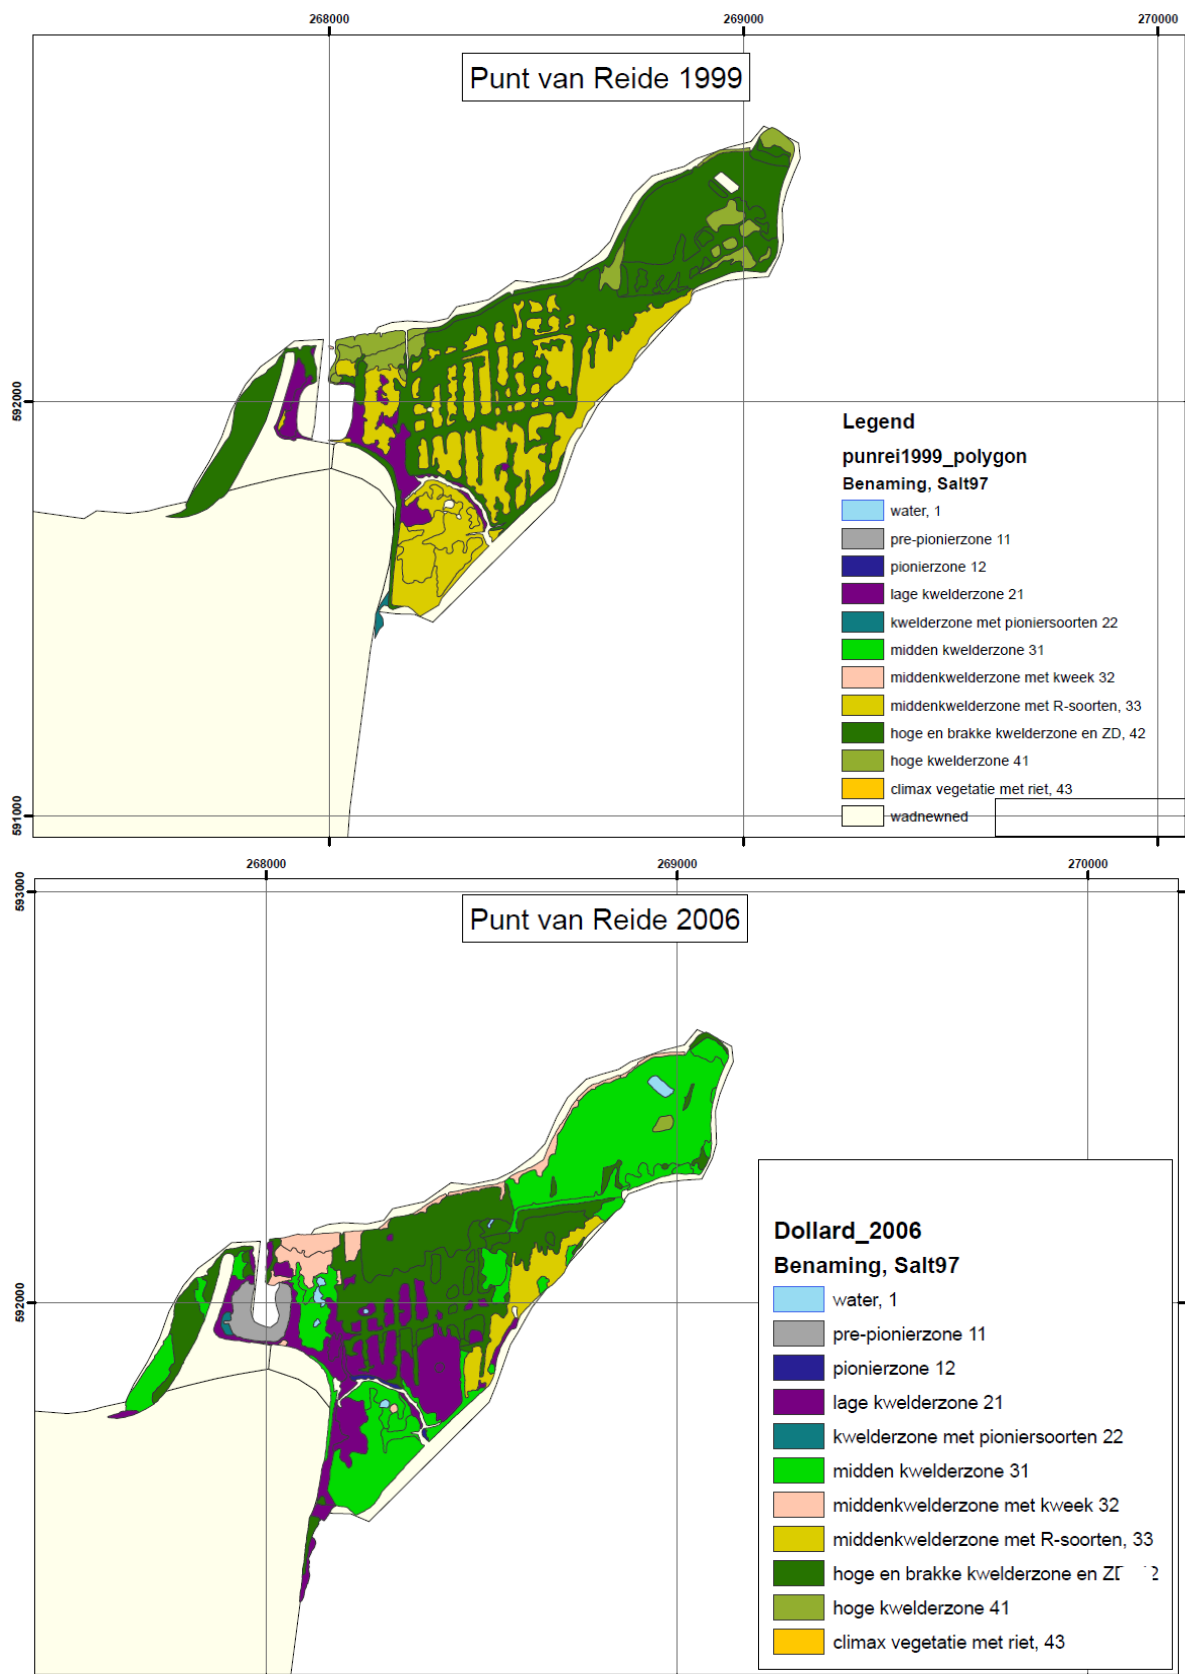 268000 269000 270000
Punt van Reide 1999
592000
Legend
punrei1999_polygon
Benaming, Salt97
water, 1
pre-pionierzone 11
pionierzone 12
lage kwelderzone 21
kwelderzone met pioniersoorten 22
midden kwelderzone 31
middenkwelderzone met kweek 32
middenkwelderzone met R-soorten, 33
hoge en brakke kwelderzone en ZD, 42
hoge kwelderzone 41
climax vegetatie met riet, 43
591000
wadnewned
268000 269000 270000
593000
Punt van Reide 2006
592000
Dollard_2006
Benaming, Salt97
water, 1
pre-pionierzone 11
pionierzone 12
lage kwelderzone 21
kwelderzone met pioniersoorten 22
midden kwelderzone 31
middenkwelderzone met kweek 32
middenkwelderzone met R-soorten, 33
hoge en brakke kwelderzone en 2
hoge kwelderzone 41
climax vegetatie met riet, 43